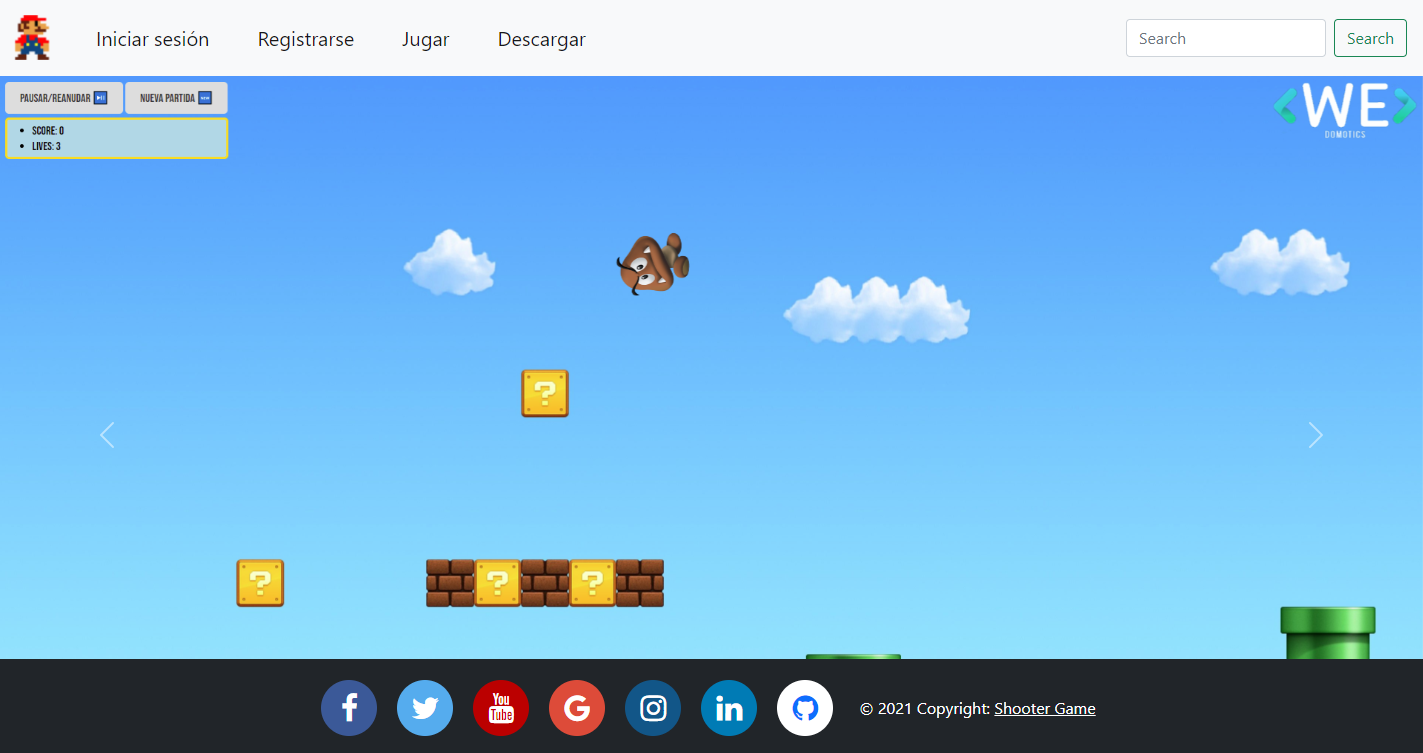 Iniciar sesión
Registrarse
Jugar
Descargar
Search
Search
PAUSAR/REANUDAR
NUEVA PARTIDA
SCORE: 0
LIVES: 3
<WE>
DOMOTICS
?
?
?
?
You
Tube
© 2021 Copyright: Shooter Game